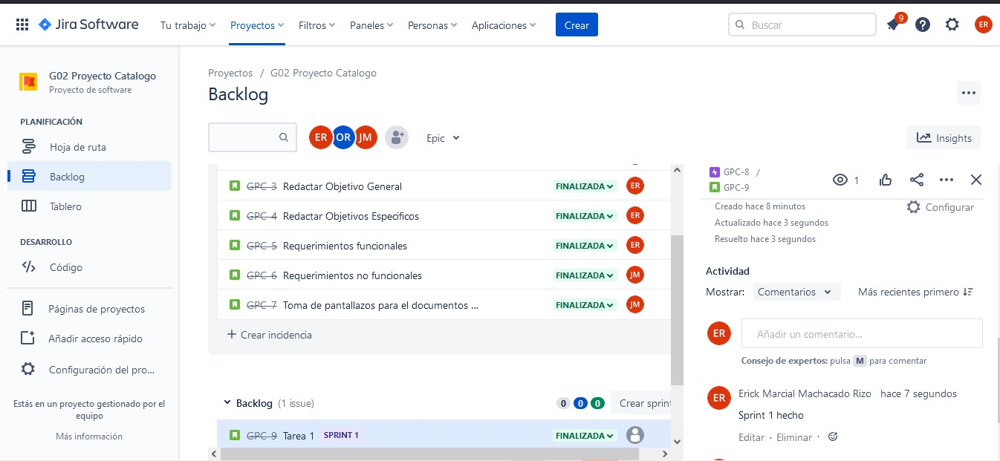 Jira Software
Tu trabajo
Proyectos
Filtros
Paneles
Personas
Aplicaciones
Crear
Buscar
9
ER
G02 Proyecto Catalogo
Proyecto de software
PLANIFICACIÓN
Hoja de ruta
Backlog
Tablero
DESARROLLO
Código
Páginas de proyectos
Añadir acceso rápido
Configuración del pro...
Estás en un proyecto gestionado por el
equipo
Más información
Proyectos / G02 Proyecto Catalogo
Backlog
ER OR JM
Epic
Insights
GPC-3 Redactar Objetivo General FINALIZADA ER
GPC-4 Redactar Objetivos Especificos FINALIZADA ER
GPC-5 Requerimientos funcionales FINALIZADA ER
GPC-6 Requerimientos no funcionales FINALIZADA JM
GPC-7 Toma de pantallazos para el documentos ... FINALIZADA JM
+ Crear incidencia
Backlog (1 issue) 0 0 0 Crear sprint
GPC-9 Tarea 1 SPRINT 1 FINALIZADA
GPC-8 /
GPC-9
1
Creado hace 8 minutos
Configurar
Actualizado hace 3 segundos
Resuelto hace 3 segundos
Actividad
Mostrar: Comentarios Más recientes primero
ER
Añadir un comentario...
Consejo de expertos: pulsa M para comentar
ER
Erick Marcial Machacado Rizo hace 7 segundos
Sprint 1 hecho
Editar · Eliminar ·